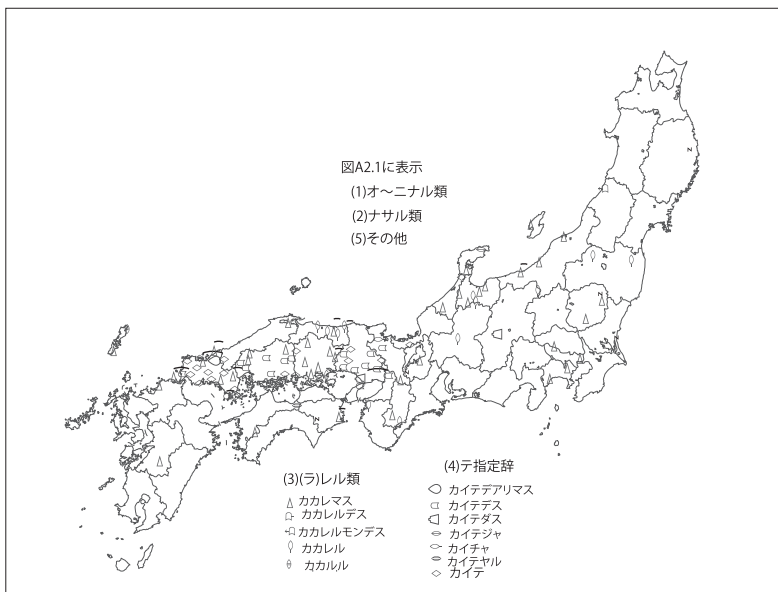 図A2.1に表示
(1)オ～ニナル類
(2)ナサル類
(5)その他
(3)(ラ)レル類
カカレマス
カカレルデス
カカレルモンデス
カカレル
カカルル
(4)テ指定辞
カイテデアリマス
カイテデス
カイテダス
カイテジャ
カイチャ
カイテヤル
カイテ